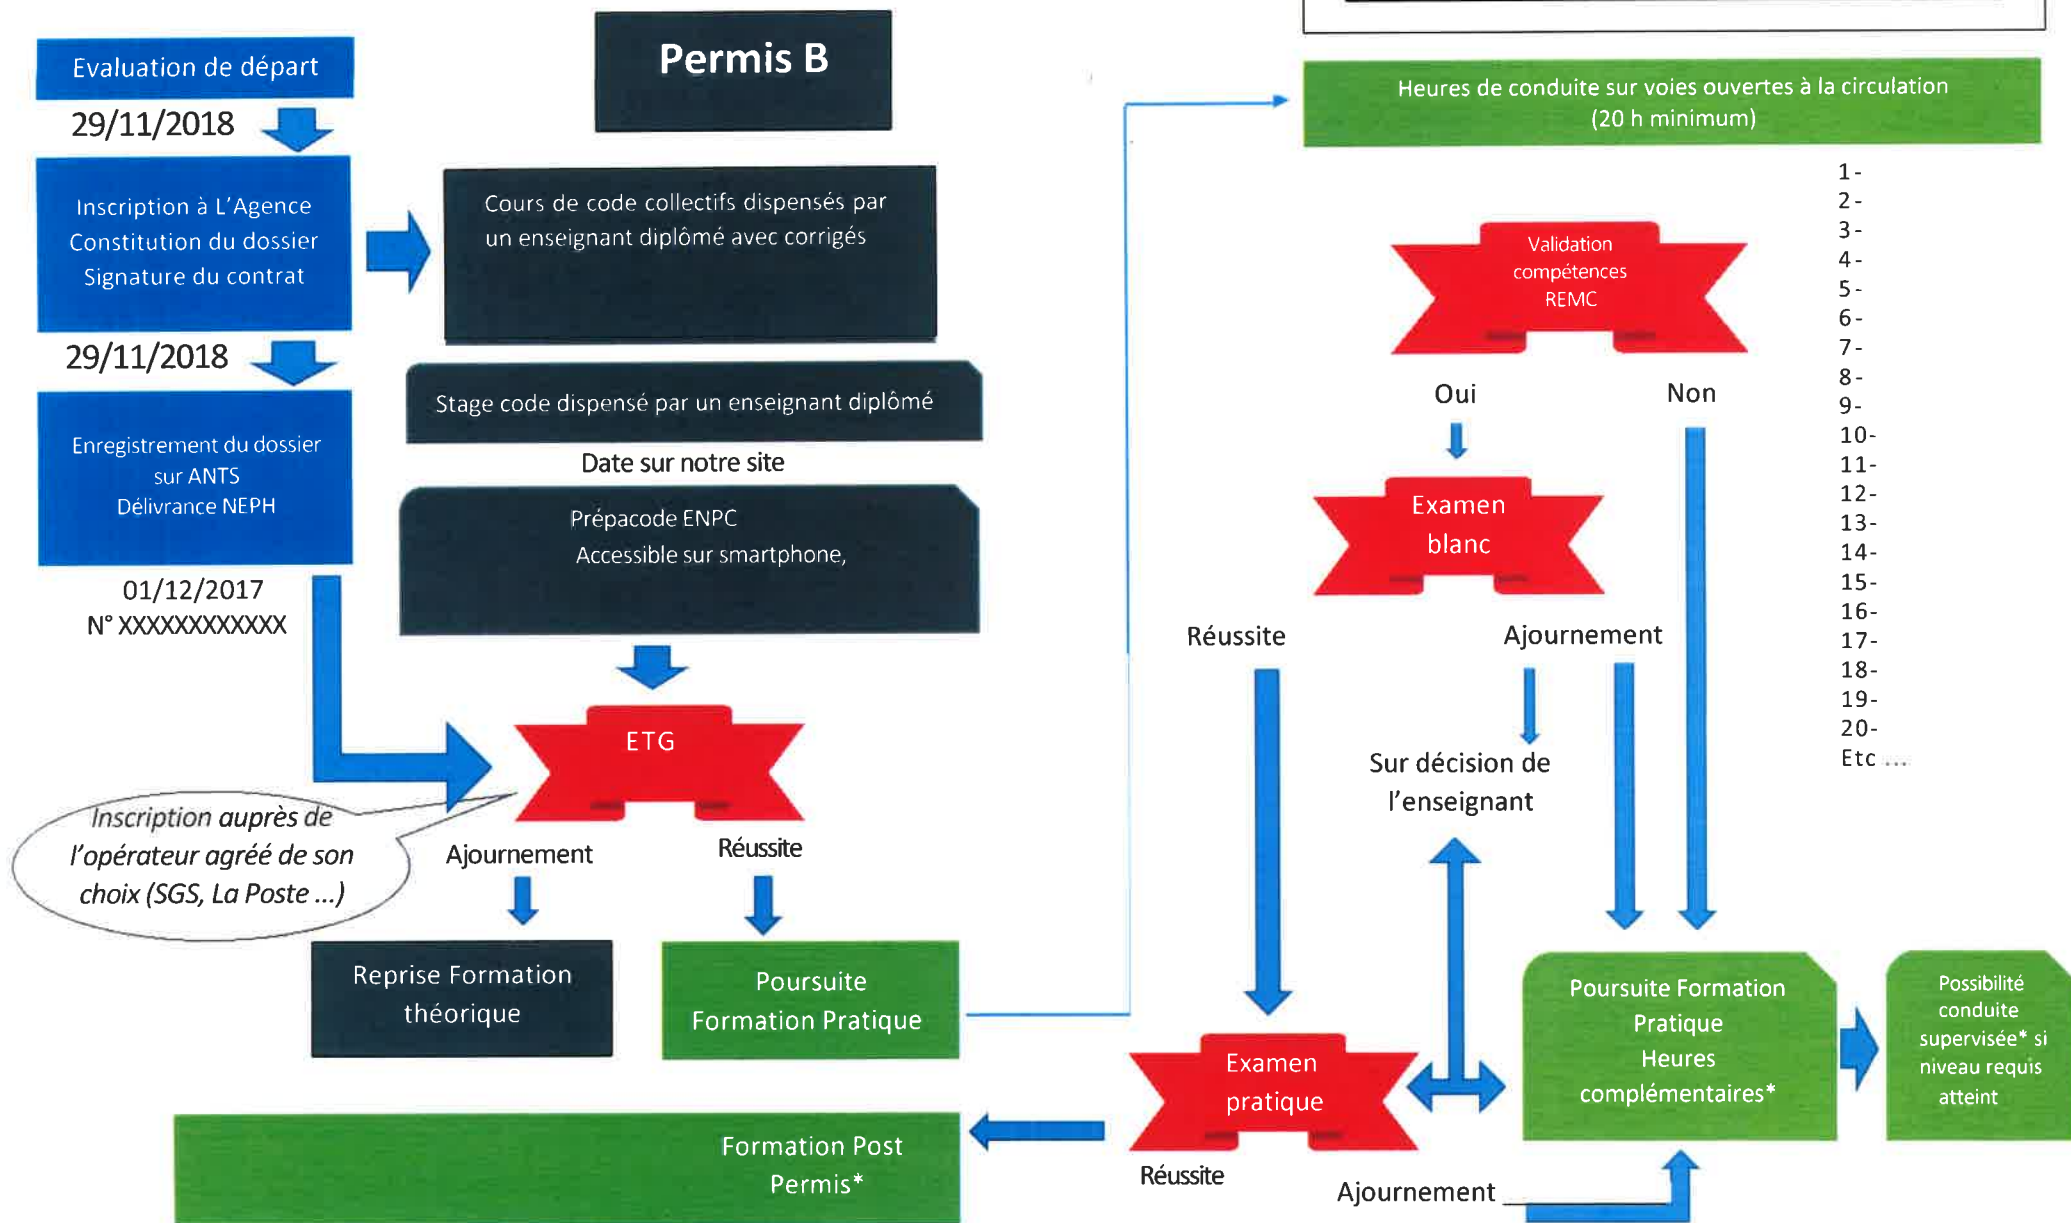 Permis B
Evaluation de départ
29/11/2018
Inscription à L'Agence
Constitution du dossier
Signature du contrat
29/11/2018
Enregistrement du dossier
sur ANTS
Délivrance NEPH
01/12/2017
N° XXXXXXXXXXXX
Cours de code collectifs dispensés par
un enseignant diplômé avec corrigés
Stage code dispensé par un enseignant diplômé
Date sur notre site
Prépacode ENPC
Accessible sur smartphone,
ETG
Inscription auprès de
l'opérateur agréé de son
choix (SGS, La Poste ...)
Ajournement
Réussite
Reprise Formation
théorique
Poursuite
Formation Pratique
Heures de conduite sur voies ouvertes à la circulation
(20 h minimum)
1-
2-
3-
4-
5-
6-
7-
8-
9-
10-
11-
12-
13-
14-
15-
16-
17-
18-
19-
20-
Etc ...
Validation
compétences
REMC
Oui
Non
Examen
blanc
Réussite
Ajournement
Sur décision de
l'enseignant
Examen
pratique
Poursuite Formation
Pratique
Heures
complémentaires*
Possibilité
conduite
supervisée* si
niveau requis
atteint
Réussite
Ajournement
Formation Post
Permis*